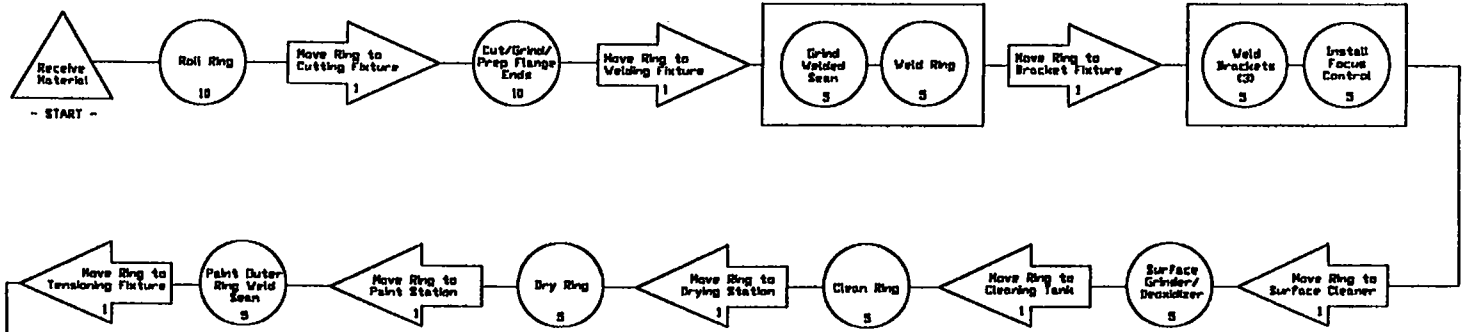 Receive
Material
- START -
Roll Ring
10
Move Ring to
Cutting Fixture
1
Cut/Grind/
Prep Flange
Ends
10
Move Ring to
Welding Fixture
1
Grind
Welded
Seam
5
Weld Ring
5
Move Ring to
Bracket Fixture
1
Weld
Brackets
(3)
5
Install
Focus
Control
5
Move Ring to
Tensioning Fixture
1
Paint Outer
Ring Weld
Seam
5
Move Ring to
Paint Station
1
Dry Ring
5
Move Ring to
Drying Station
1
Clean Ring
5
Move Ring to
Cleaning Tank
1
Surface
Grinder/
Deoxidizer
5
Move Ring to
Surface Cleaner
1